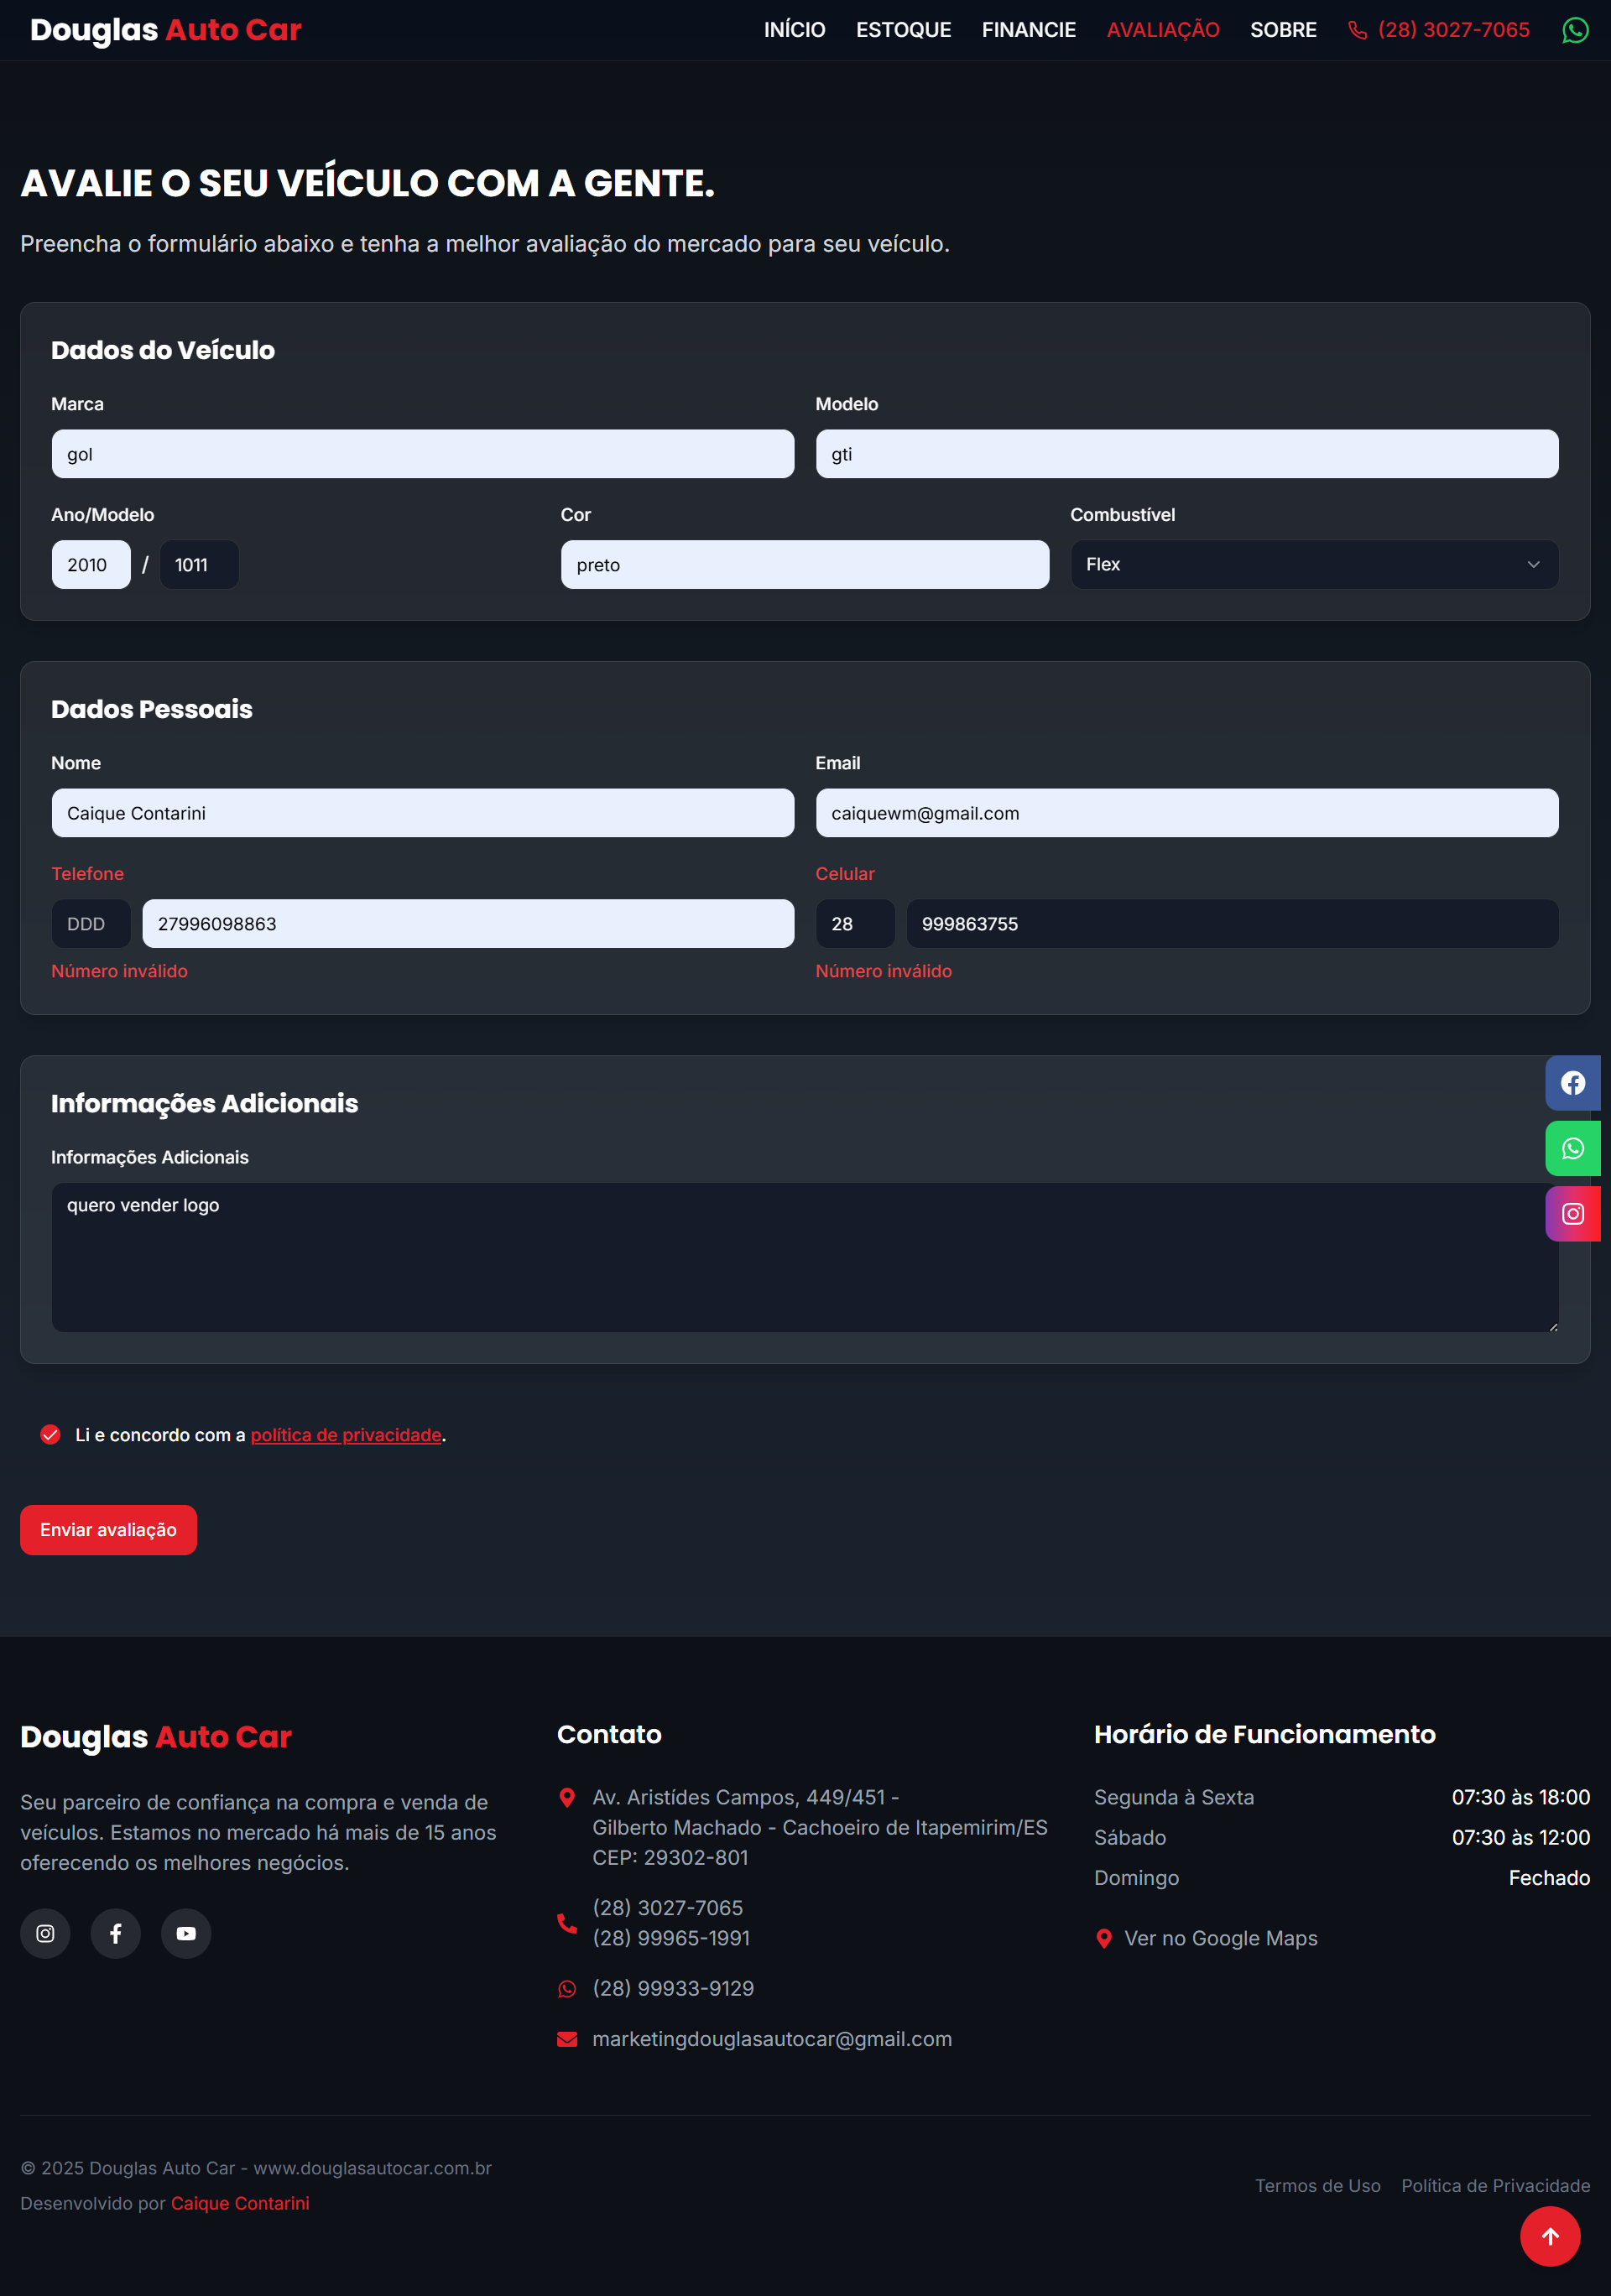 Douglas Auto Car
INÍCIO ESTOQUE FINANCIE AVALIAÇÃO SOBRE (28) 3027-7065
AVALIE O SEU VEÍCULO COM A GENTE.
Preencha o formulário abaixo e tenha a melhor avaliação do mercado para seu veículo.
Dados do Veículo
Marca Modelo
gol gti
Ano/Modelo Cor Combustível
2010 / 1011 preto Flex
Dados Pessoais
Nome Email
Caique Contarini caiquewm@gmail.com
Telefone Celular
DDD 27996098863 28 999863755
Número inválido Número inválido
Informações Adicionais
Informações Adicionais
quero vender logo
Li e concordo com a política de privacidade.
Enviar avaliação
Douglas Auto Car
Seu parceiro de confiança na compra e venda de
veículos. Estamos no mercado há mais de 15 anos
oferecendo os melhores negócios.
Contato
Av. Aristídes Campos, 449/451 -
Gilberto Machado - Cachoeiro de Itapemirim/ES
CEP: 29302-801
(28) 3027-7065
(28) 99965-1991
(28) 99933-9129
marketingdouglasautocar@gmail.com
Horário de Funcionamento
Segunda à Sexta 07:30 às 18:00
Sábado 07:30 às 12:00
Domingo Fechado
Ver no Google Maps
© 2025 Douglas Auto Car - www.douglasautocar.com.br
Desenvolvido por Caique Contarini
Termos de Uso Política de Privacidade